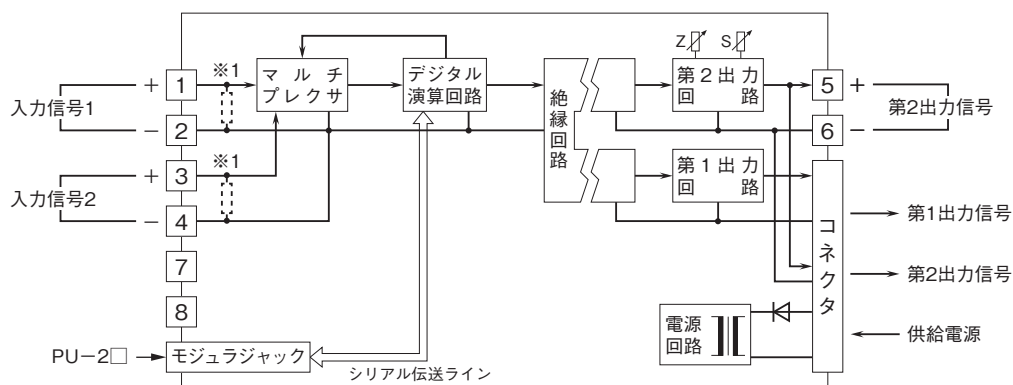 Z S
※1
マルチ
プレクサ
デジタル
演算回路
第2出力
回路
1
＋
入力信号1
2
－
5
＋
第2出力信号
6
－
絶縁回路
※1
3
＋
入力信号2
4
－
第1出力
回路
7
8
コネクタ
第1出力信号
第2出力信号
供給電源
電源
回路
PU－2□
モジュラジャック
シリアル伝送ライン